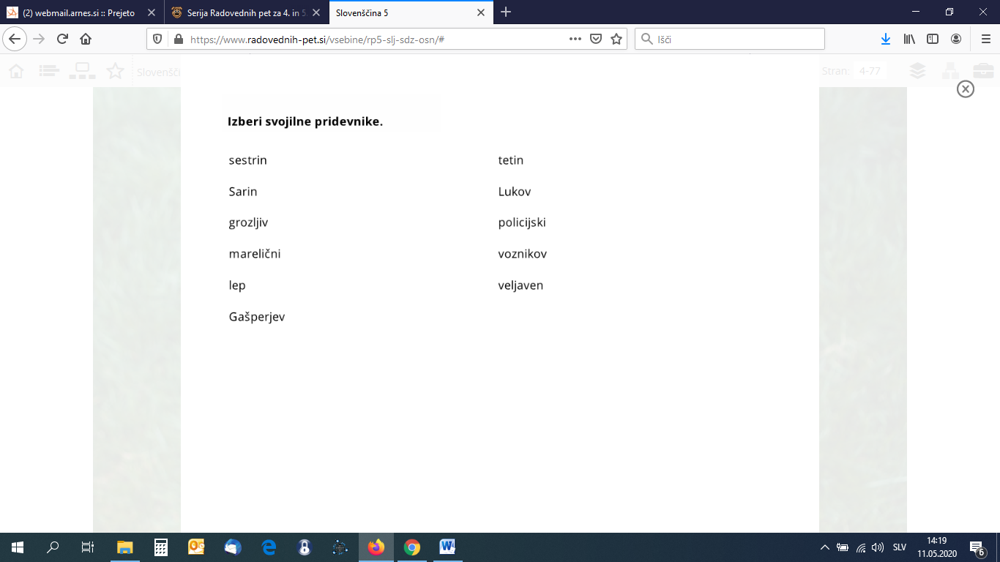 (2) webmail.arnes.si :: Prejeto
Serija Radovednih pet za 4. in 5.
Slovenščina 5
https://www.radovednih-pet.si/vsebine/rp5-slj-sdz-osn/#
Išči
Slovenšči
Stran: 4-77
Izberi svojilne pridevnike.
sestrin
tetin
Sarin
Lukov
grozljiv
policijski
marelični
voznikov
lep
veljaven
Gašperjev
SLV
14:19
11.05.2020
6